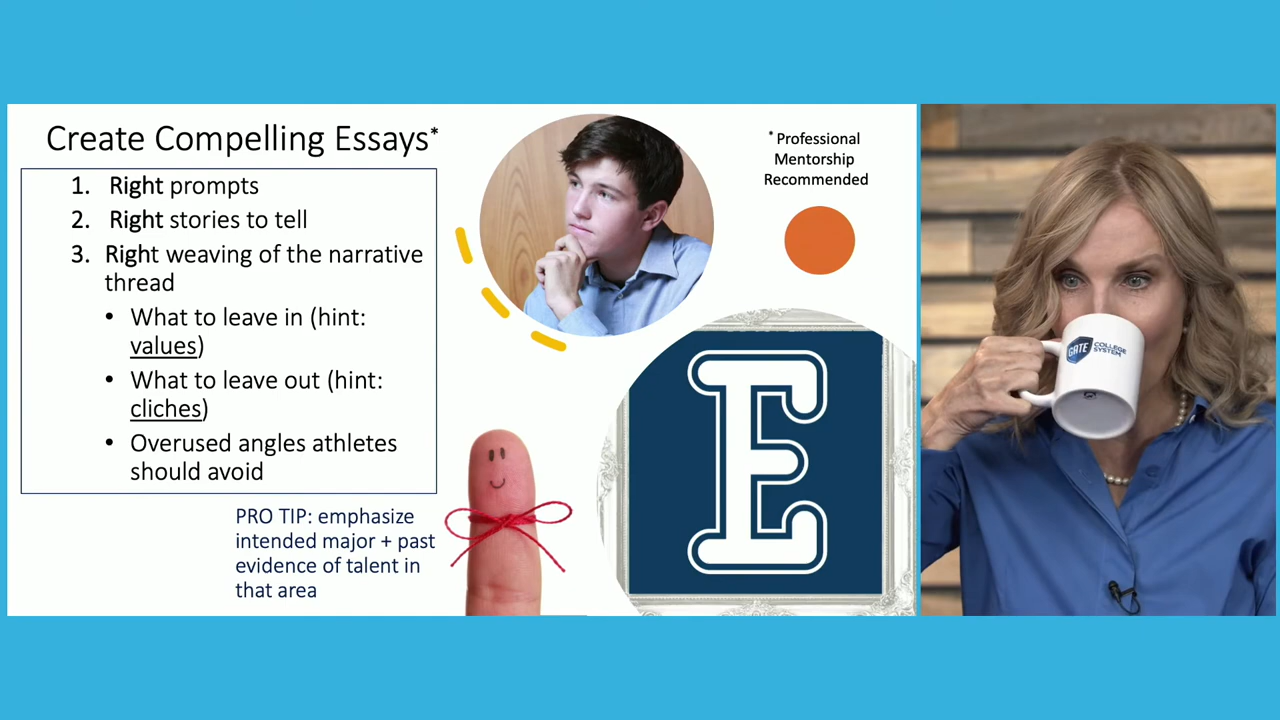 Create Compelling Essays*
1. Right prompts
2. Right stories to tell
3. Right weaving of the narrative
thread
• What to leave in (hint:
values)
• What to leave out (hint:
cliches)
• Overused angles athletes
should avoid
PRO TIP: emphasize
intended major + past
evidence of talent in
that area
* Professional
Mentorship
Recommended
E
GATE COLLEGE
SYSTEM